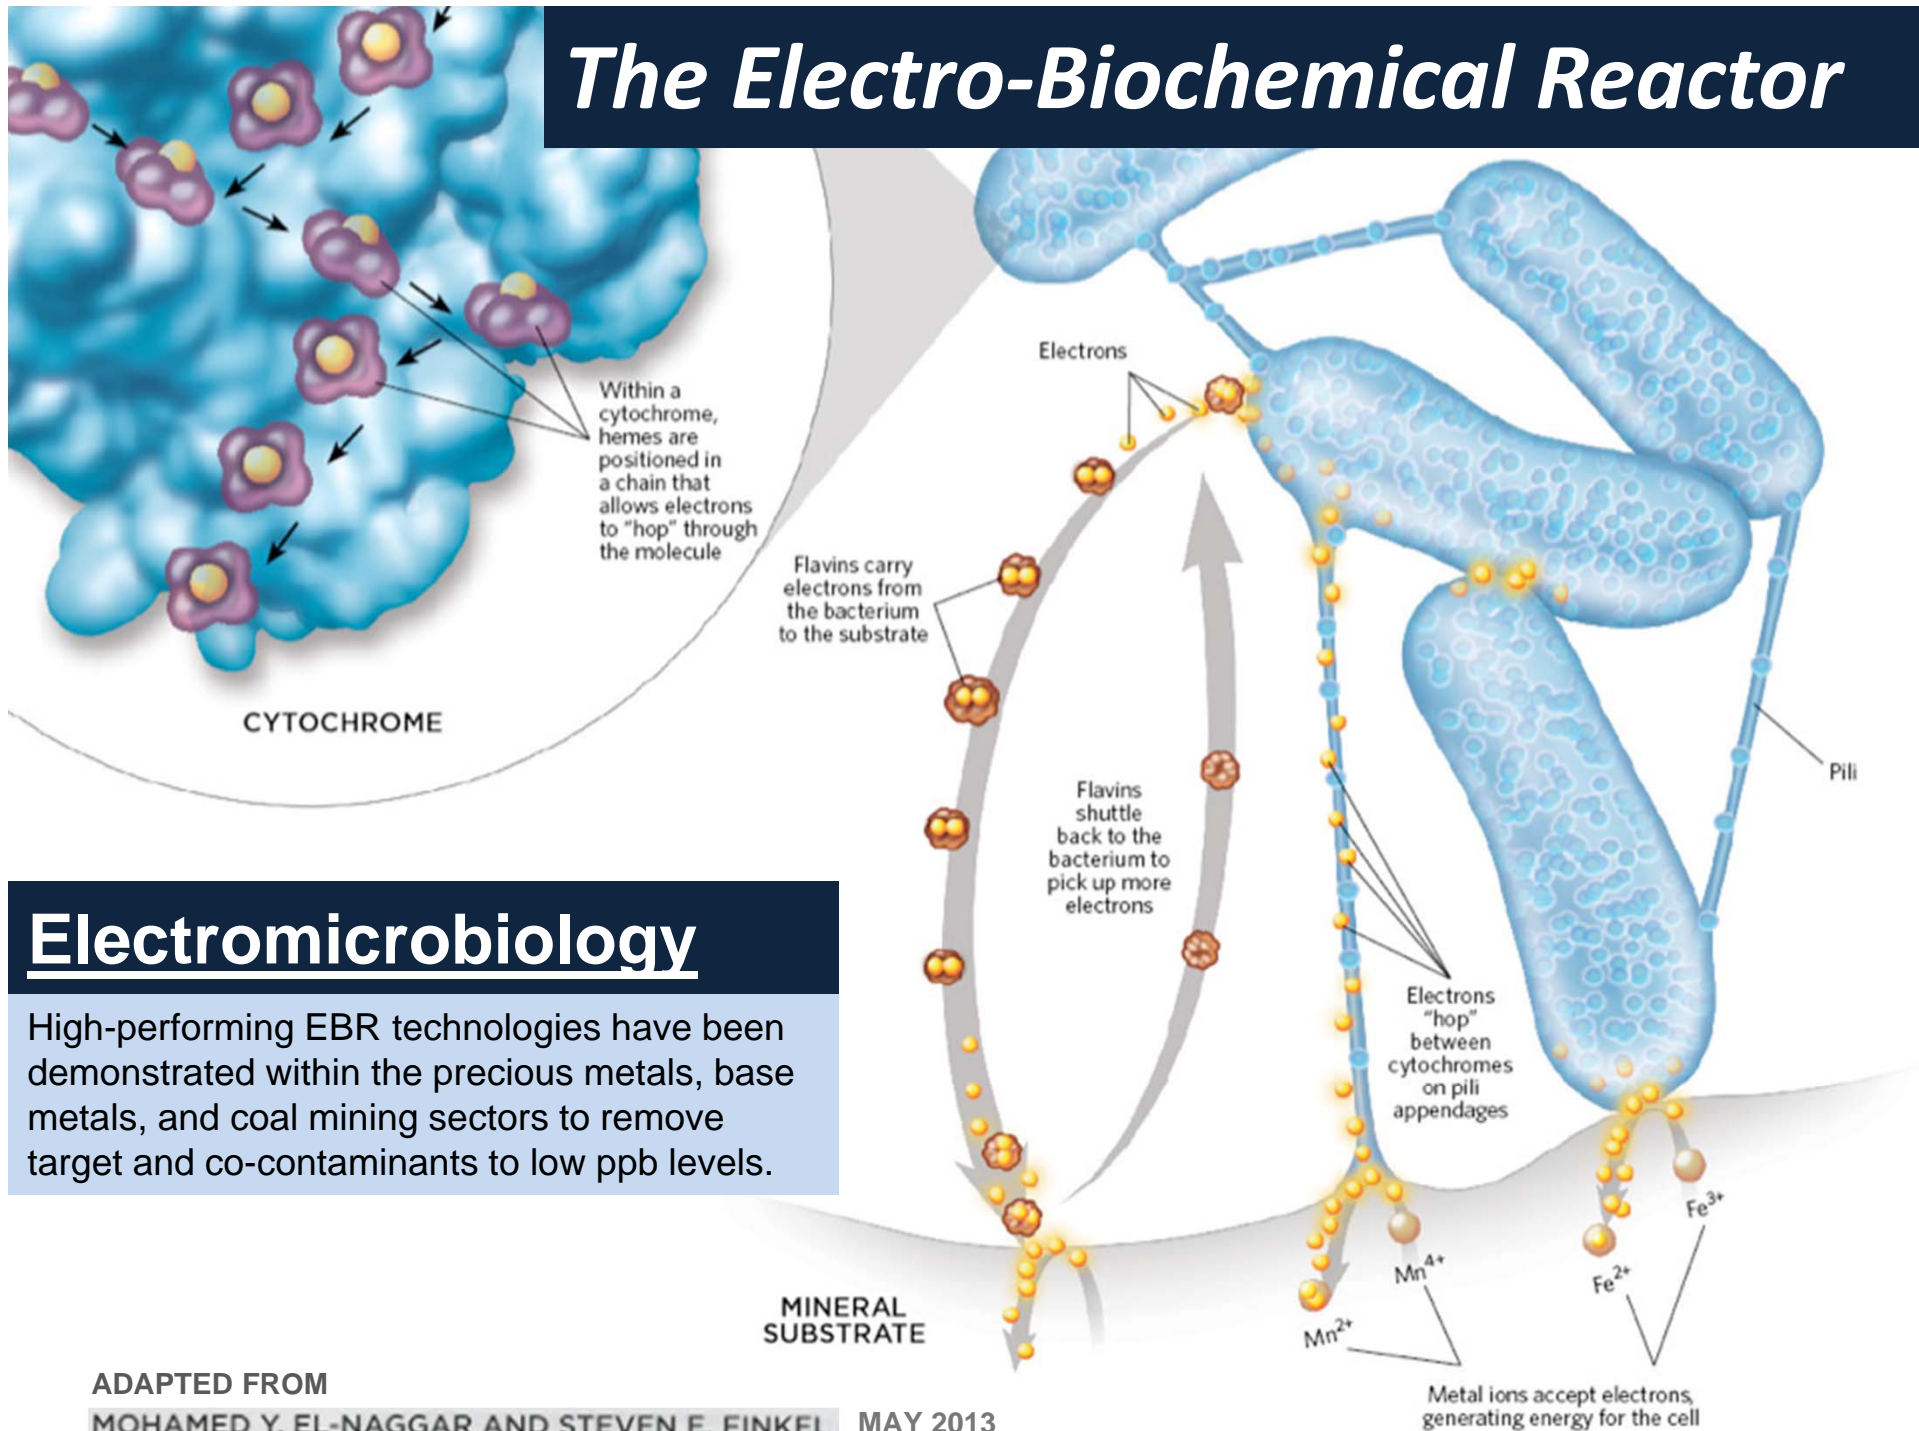 The Electro-Biochemical Reactor
Within a
cytochrome,
hemes are
positioned in
a chain that
allows electrons
to "hop" through
the molecule
CYTOCHROME
Electrons
Flavins carry
electrons from
the bacterium
to the substrate
Flavins
shuttle
back to the
bacterium to
pick up more
electrons
Pili
Electrons
"hop"
between
cytochromes
on pili
appendages
Electromicrobiology
High-performing EBR technologies have been
demonstrated within the precious metals, base
metals, and coal mining sectors to remove
target and co-contaminants to low ppb levels.
MINERAL
SUBSTRATE
Mn²⁺
Mn⁴⁺
Fe²⁺
Fe³⁺
Metal ions accept electrons,
generating energy for the cell
ADAPTED FROM
MOHAMED Y. EL-NAGGAR AND STEVEN E. FINKEL MAY 2013